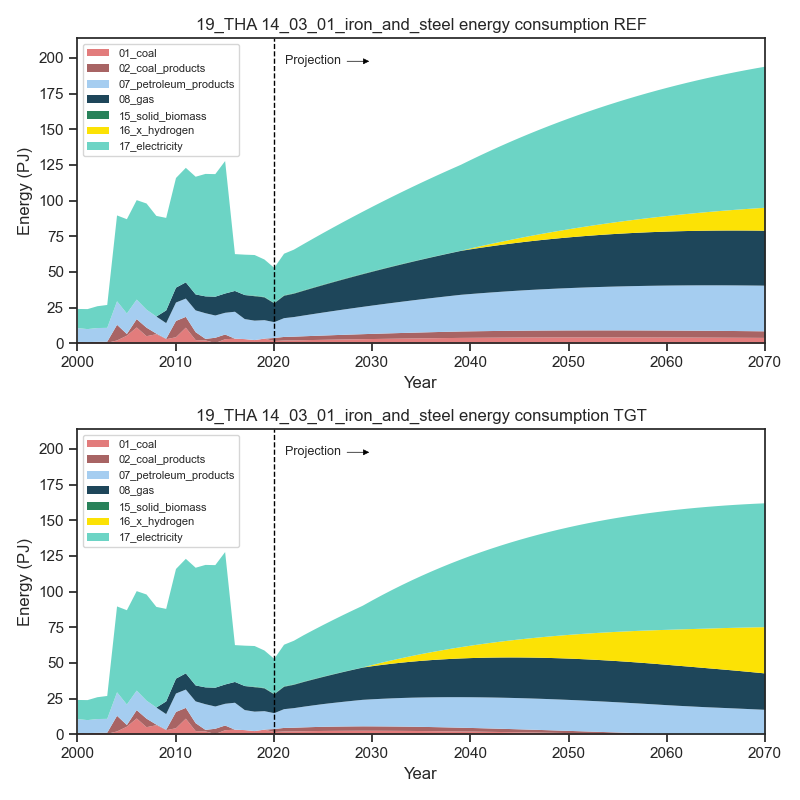 19_THA 14_03_01_iron_and_steel energy consumption REF
200
175
150
125
100
75
50
25
0
Energy (PJ)
01_coal
02_coal_products
07_petroleum_products
08_gas
15_solid_biomass
16_x_hydrogen
17_electricity
Projection
2000 2010 2020 2030 2040 2050 2060 2070
Year
19_THA 14_03_01_iron_and_steel energy consumption TGT
200
175
150
125
100
75
50
25
0
Energy (PJ)
01_coal
02_coal_products
07_petroleum_products
08_gas
15_solid_biomass
16_x_hydrogen
17_electricity
Projection
2000 2010 2020 2030 2040 2050 2060 2070
Year